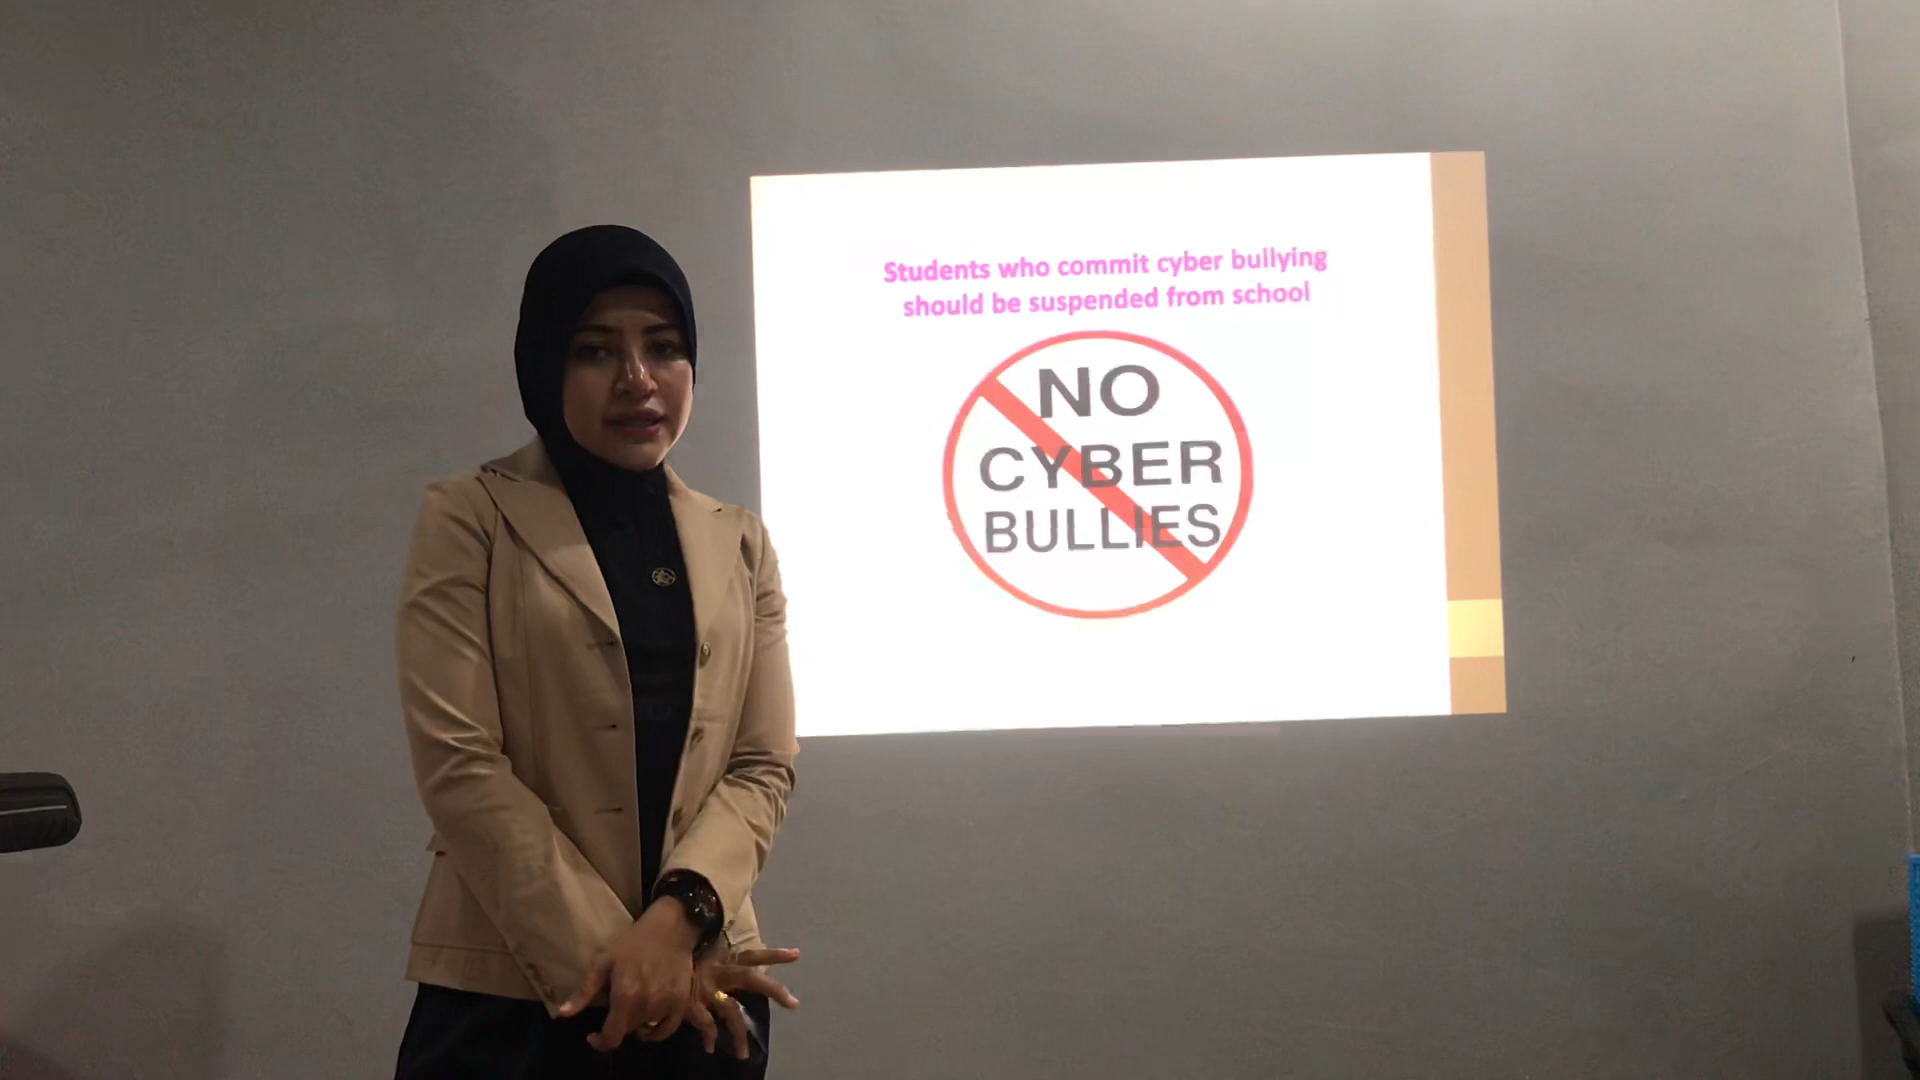 Students who commit cyber bullying
should be suspended from school
NO
CYBER
BULLIES